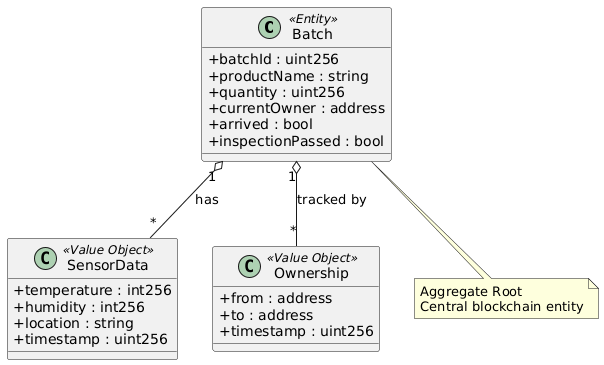 C
«Entity»
Batch
+batchId : uint256
+productName : string
+quantity : uint256
+currentOwner : address
+arrived : bool
+inspectionPassed : bool
1
1
has
tracked by
*
*
C
«Value Object»
SensorData
+temperature : int256
+humidity : int256
+location : string
+timestamp : uint256
C
«Value Object»
Ownership
+from : address
+to : address
+timestamp : uint256
Aggregate Root
Central blockchain entity